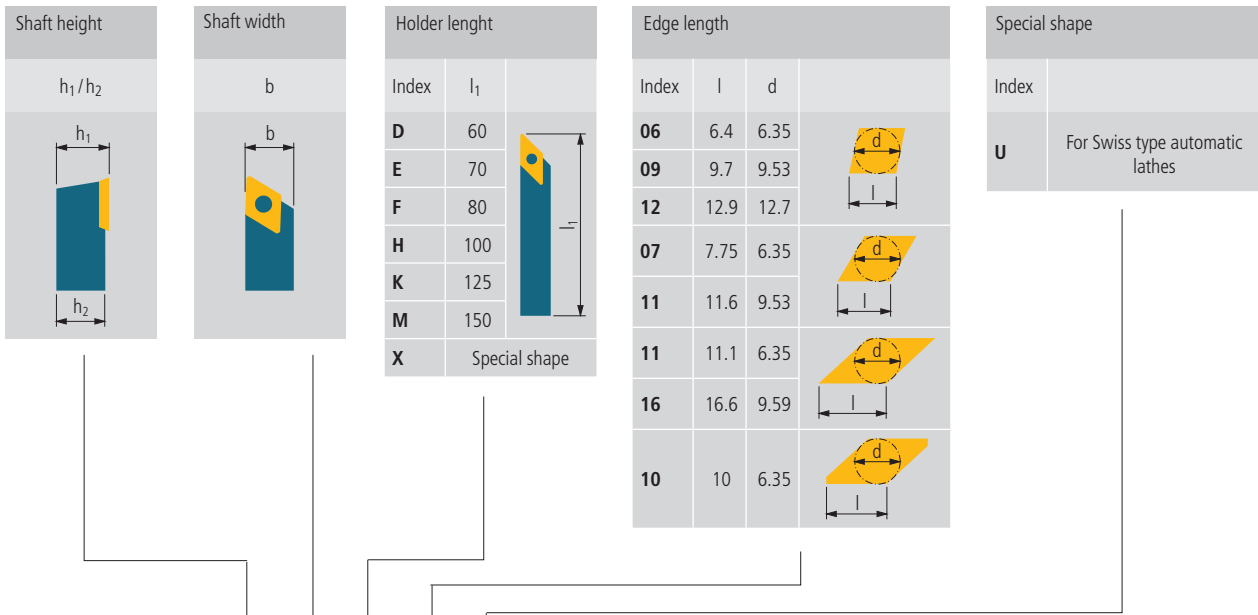 Shaft height
h1/h2
h1
h2
Shaft width
b
b
Holder lenght
Index l1
D 60
E 70
F 80
H 100
K 125
M 150
X Special shape
l1
Edge length
Index l d
06 6.4 6.35
09 9.7 9.53
12 12.9 12.7
d
l
07 7.75 6.35
11 11.6 9.53
d
l
11 11.1 6.35
16 16.6 9.59
d
l
10 10 6.35
d
l
Special shape
Index
U For Swiss type automatic
lathes